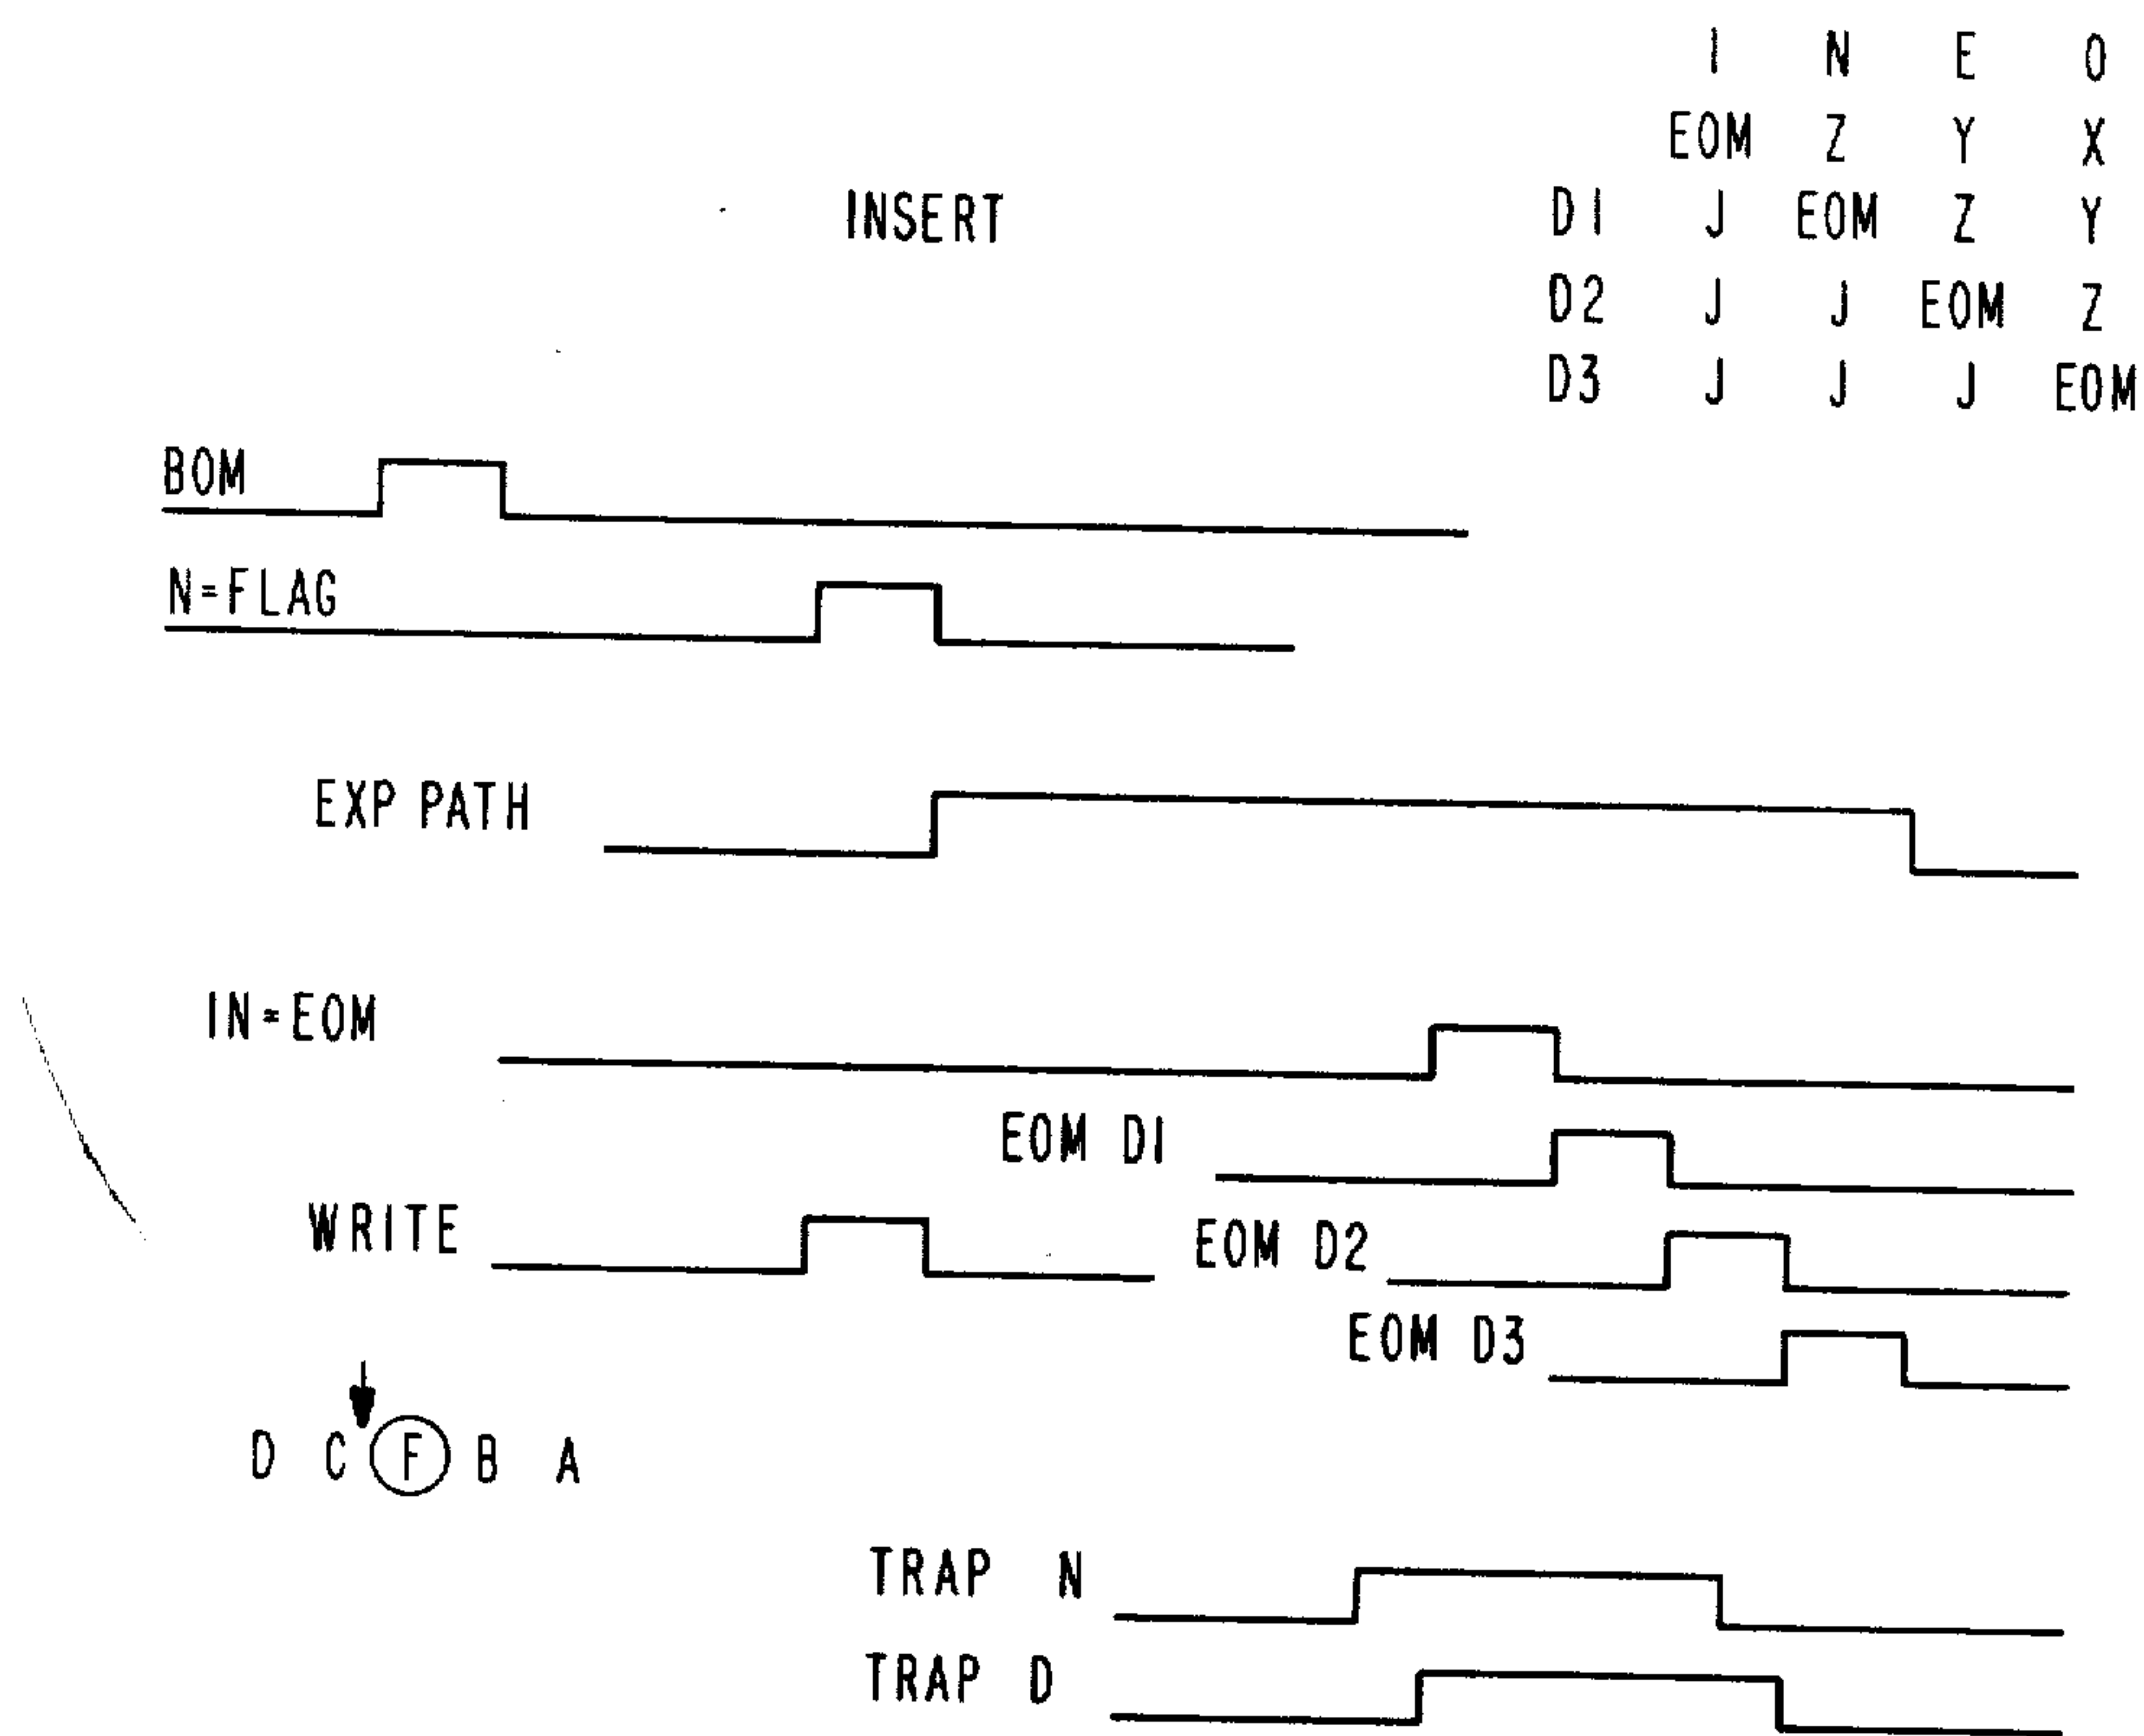 I N E O
EOM Z Y X
INSERT
D1 J EOM Z Y
D2 J J EOM Z
D3 J J J EOM
BOM
N=FLAG
EXP PATH
IN=EOM
EOM D1
WRITE
EOM D2
EOM D3
D C F B A
TRAP N
TRAP D